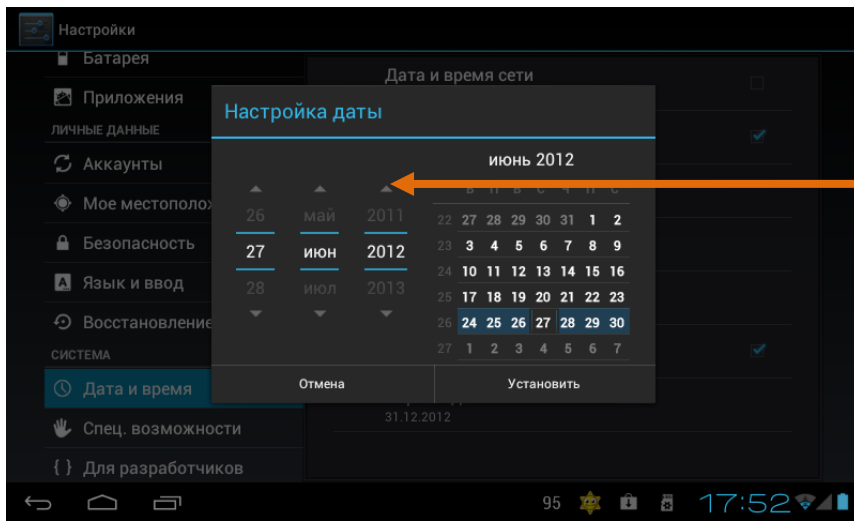 Настройки
Батарея
Дата и время сети
Приложения
Настройка даты
ЛИЧНЫЕ ДАННЫЕ
июнь 2012
Аккаунты
В П В С Ч П С
Мое местополо
26 май 2011
22 27 28 29 30 31 1 2
Безопасность
27 июн 2012
23 3 4 5 6 7 8 9
24 10 11 12 13 14 15 16
Язык и ввод
28 июл 2013
25 17 18 19 20 21 22 23
Восстановление
26 24 25 26 27 28 29 30
27 1 2 3 4 5 6 7
СИСТЕМА
Отмена
Установить
Дата и время
31.12.2012
Спец. возможности
{ } Для разработчиков
95
17:52